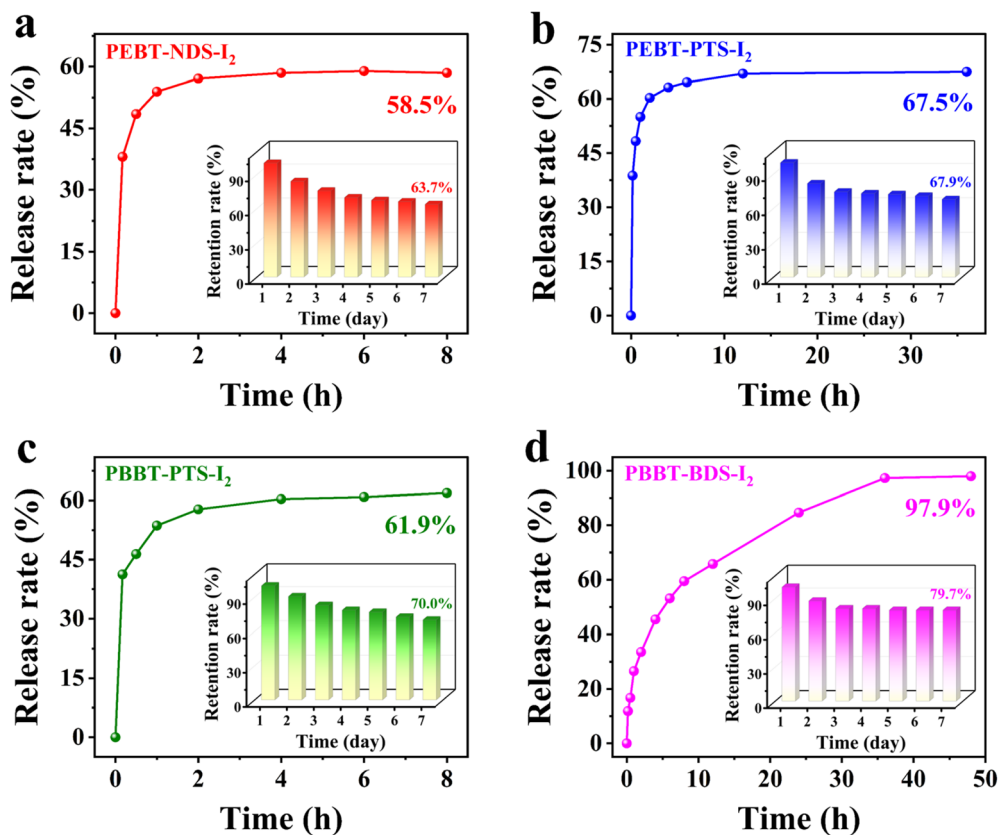 a
PEBT-NDS-I₂
58.5%
Release rate (%)
60
45
30
15
0
0 2 4 6 8
Time (h)
Retention rate (%)
90
60
30
0
63.7%
1 2 3 4 5 6 7
Time (day)
b
PEBT-PTS-I₂
67.5%
Release rate (%)
75
60
45
30
15
0
0 10 20 30
Time (h)
Retention rate (%)
90
60
30
0
67.9%
1 2 3 4 5 6 7
Time (day)
c
PBBT-PTS-I₂
61.9%
Release rate (%)
60
45
30
15
0
0 2 4 6 8
Time (h)
Retention rate (%)
90
60
30
0
70.0%
1 2 3 4 5 6 7
Time (day)
d
PBBT-BDS-I₂
97.9%
Release rate (%)
100
80
60
40
20
0
0 10 20 30 40 50
Time (h)
Retention rate (%)
90
60
30
0
79.7%
1 2 3 4 5 6 7
Time (day)